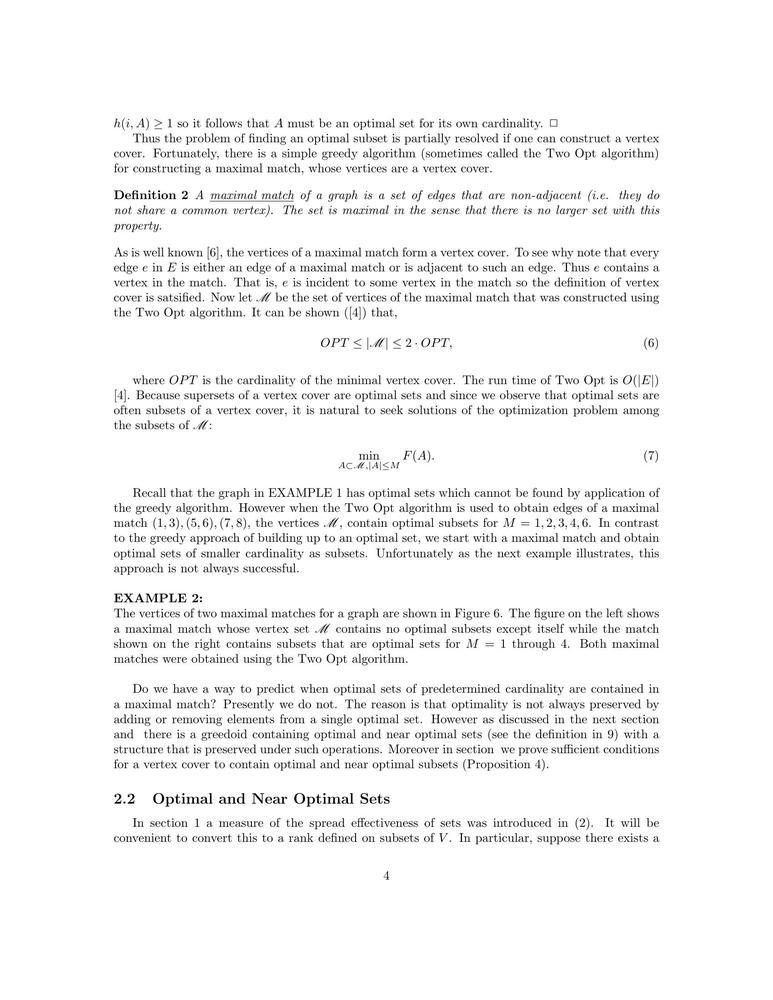 h(i, A) ≥ 1 so it follows that A must be an optimal set for its own cardinality. □
Thus the problem of finding an optimal subset is partially resolved if one can construct a vertex
cover. Fortunately, there is a simple greedy algorithm (sometimes called the Two Opt algorithm)
for constructing a maximal match, whose vertices are a vertex cover.
Definition 2 A maximal match of a graph is a set of edges that are non-adjacent (i.e. they do
not share a common vertex). The set is maximal in the sense that there is no larger set with this
property.
As is well known [6], the vertices of a maximal match form a vertex cover. To see why note that every
edge e in E is either an edge of a maximal match or is adjacent to such an edge. Thus e contains a
vertex in the match. That is, e is incident to some vertex in the match so the definition of vertex
cover is satsified. Now let ℳ be the set of vertices of the maximal match that was constructed using
the Two Opt algorithm. It can be shown ([4]) that,
OPT ≤ |ℳ| ≤ 2 · OPT, (6)
where OPT is the cardinality of the minimal vertex cover. The run time of Two Opt is O(|E|)
[4]. Because supersets of a vertex cover are optimal sets and since we observe that optimal sets are
often subsets of a vertex cover, it is natural to seek solutions of the optimization problem among
the subsets of ℳ:
min F(A). (7)
A⊂ℳ,|A|≤M
Recall that the graph in EXAMPLE 1 has optimal sets which cannot be found by application of
the greedy algorithm. However when the Two Opt algorithm is used to obtain edges of a maximal
match (1, 3), (5, 6), (7, 8), the vertices ℳ, contain optimal subsets for M = 1, 2, 3, 4, 6. In contrast
to the greedy approach of building up to an optimal set, we start with a maximal match and obtain
optimal sets of smaller cardinality as subsets. Unfortunately as the next example illustrates, this
approach is not always successful.
EXAMPLE 2:
The vertices of two maximal matches for a graph are shown in Figure 6. The figure on the left shows
a maximal match whose vertex set ℳ contains no optimal subsets except itself while the match
shown on the right contains subsets that are optimal sets for M = 1 through 4. Both maximal
matches were obtained using the Two Opt algorithm.
Do we have a way to predict when optimal sets of predetermined cardinality are contained in
a maximal match? Presently we do not. The reason is that optimality is not always preserved by
adding or removing elements from a single optimal set. However as discussed in the next section
and there is a greedoid containing optimal and near optimal sets (see the definition in 9) with a
structure that is preserved under such operations. Moreover in section we prove sufficient conditions
for a vertex cover to contain optimal and near optimal subsets (Proposition 4).
2.2 Optimal and Near Optimal Sets
In section 1 a measure of the spread effectiveness of sets was introduced in (2). It will be
convenient to convert this to a rank defined on subsets of V. In particular, suppose there exists a
4